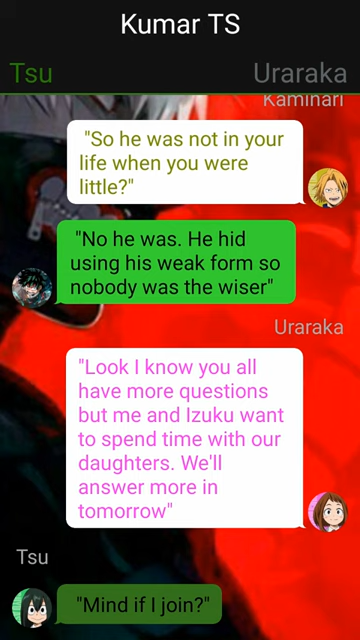 Kumar TS
Tsu
Uraraka
Kaminari
"So he was not in your
life when you were
little?"
"No he was. He hid
using his weak form so
nobody was the wiser"
Uraraka
"Look I know you all
have more questions
but me and Izuku want
to spend time with our
daughters. We'll
answer more in
tomorrow"
Tsu
"Mind if I join?"